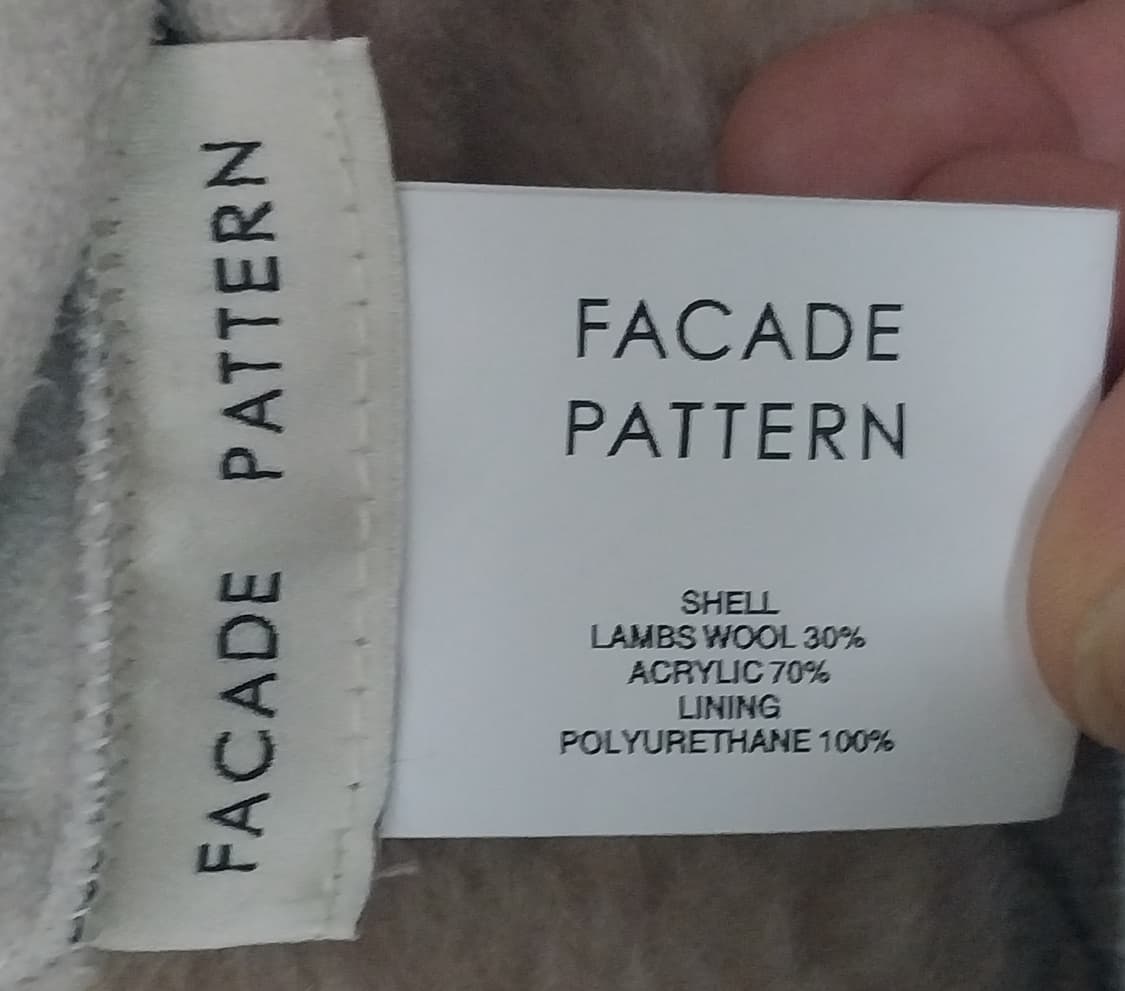 FACADE PATTERN
FACADE
PATTERN
SHELL
LAMBS WOOL 30%
ACRYLIC 70%
LINING
POLYURETHANE 100%